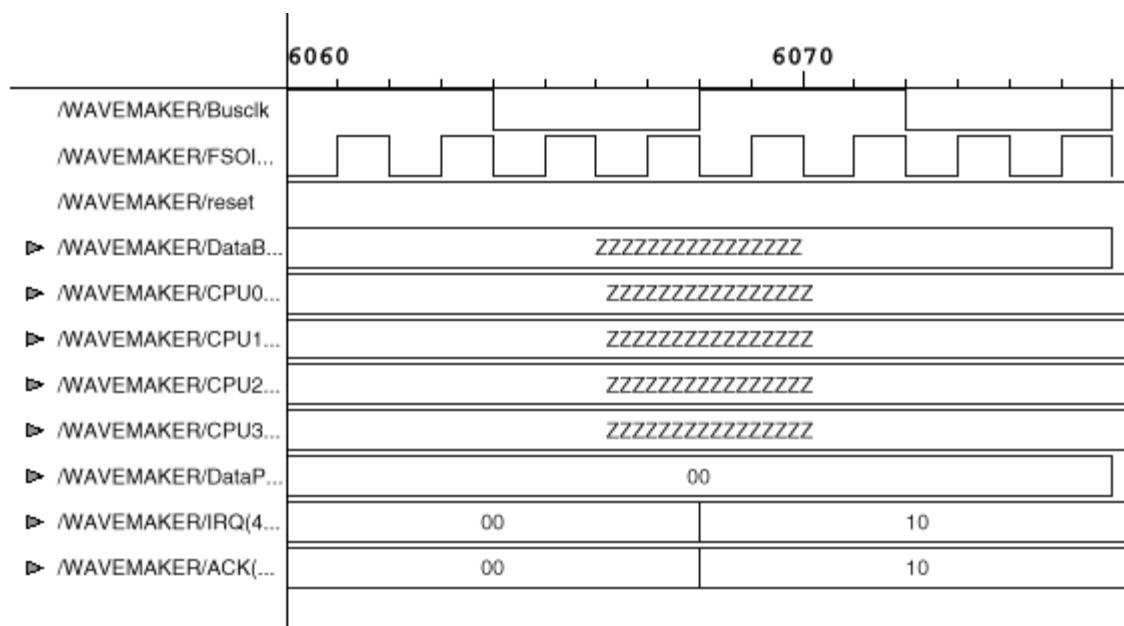 6060 6070
/WAVEMAKER/Busclk
/WAVEMAKER/FSOI...
/WAVEMAKER/reset
/WAVEMAKER/DataB... ZZZZZZZZZZZZZZZZ
/WAVEMAKER/CPU0... ZZZZZZZZZZZZZZZZ
/WAVEMAKER/CPU1... ZZZZZZZZZZZZZZZZ
/WAVEMAKER/CPU2... ZZZZZZZZZZZZZZZZ
/WAVEMAKER/CPU3... ZZZZZZZZZZZZZZZZ
/WAVEMAKER/DataP... 00
/WAVEMAKER/IRQ(4... 00 10
/WAVEMAKER/ACK(... 00 10